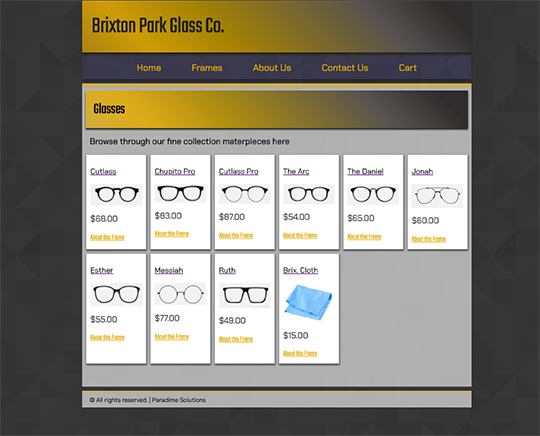 Brixton Park Glass Co.
Home Frames About Us Contact Us Cart
Glasses
Browse through our fine collection materpieces here
Cutlass Chupito Pro Cutlass Pro The Arc The Daniel Jonah
$68.00 $83.00 $87.00 $54.00 $65.00 $60.00
About this Frame About this Frame About this Frame About this Frame About this Frame About this Frame
Esther Messiah Ruth Brix. Cloth
$55.00 $77.00 $49.00 $15.00
About this Frame About this Frame About this Frame About this Frame
© All rights reserved. | Paradime Solutions